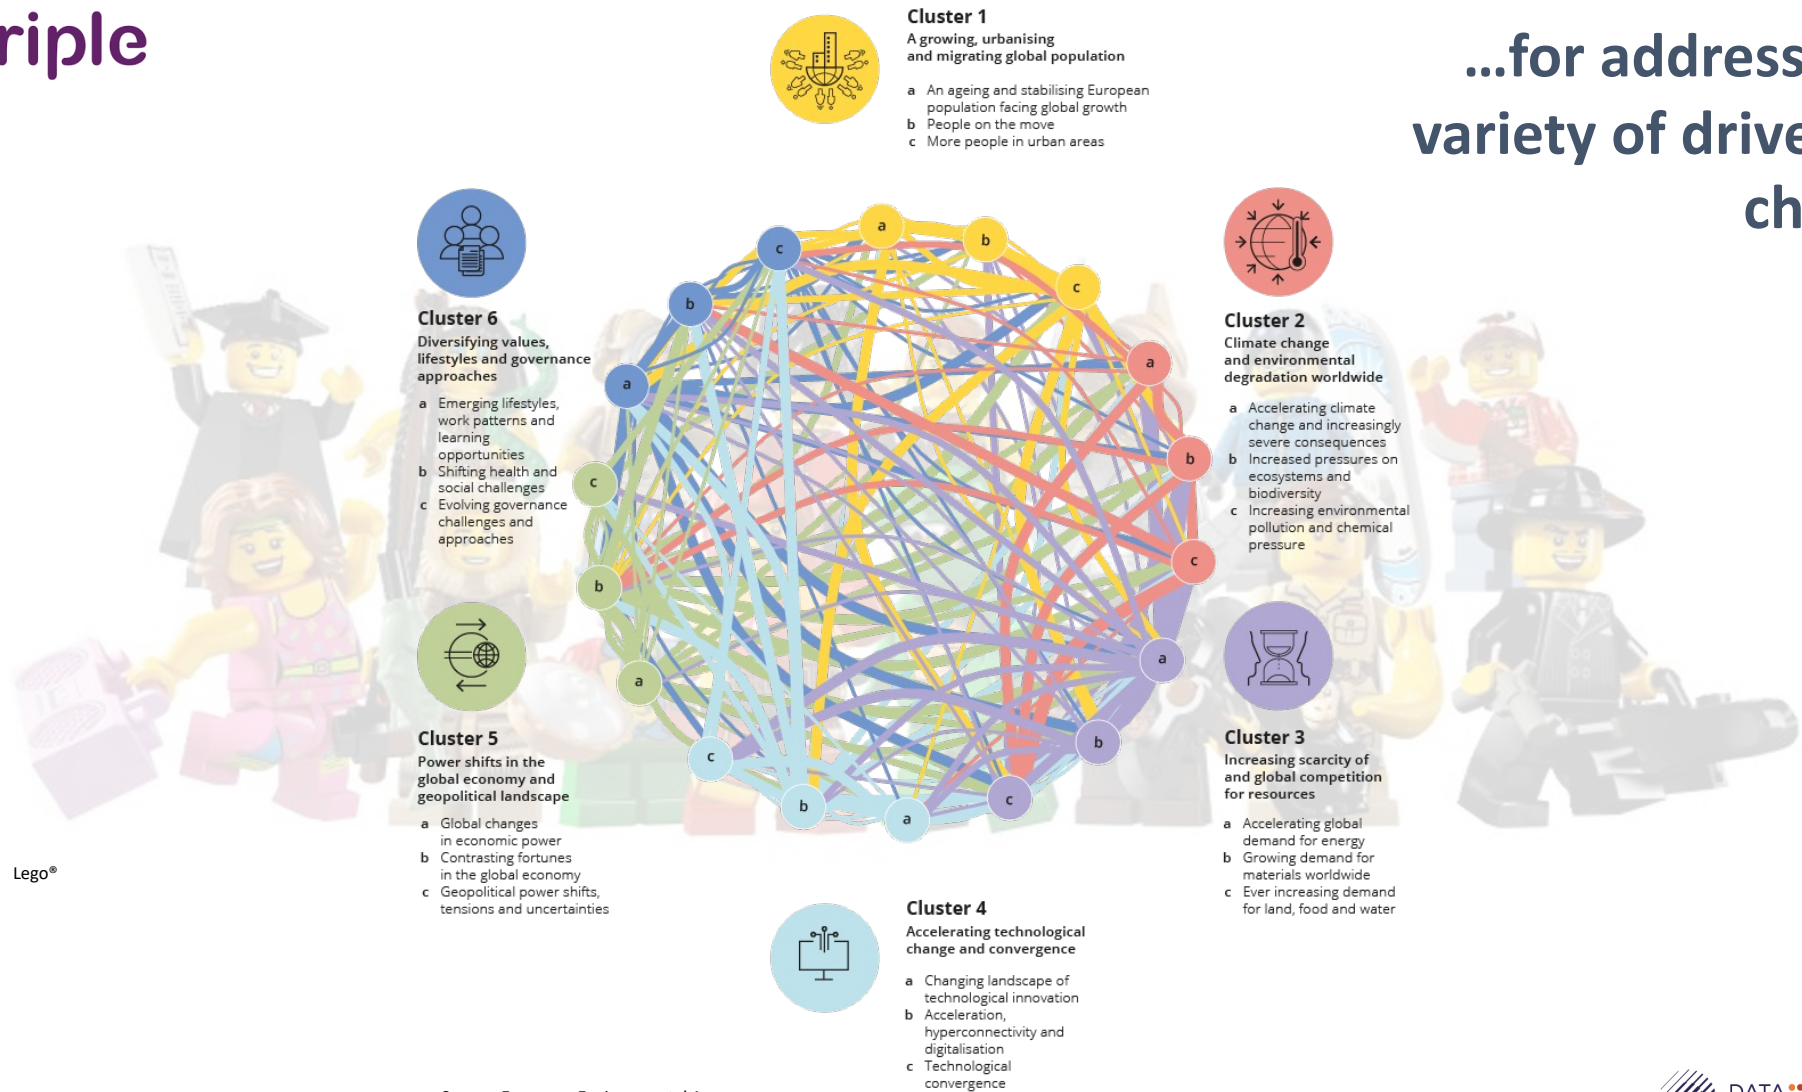 riple
…for address
variety of drive
ch
Cluster 1
A growing, urbanising
and migrating global population
a An ageing and stabilising European
population facing global growth
b People on the move
c More people in urban areas
Cluster 6
Diversifying values,
lifestyles and governance
approaches
a Emerging lifestyles,
work patterns and
learning
opportunities
b Shifting health and
social challenges
c Evolving governance
challenges and
approaches
Cluster 2
Climate change
and environmental
degradation worldwide
a Accelerating climate
change and increasingly
severe consequences
b Increased pressures on
ecosystems and
biodiversity
c Increasing environmental
pollution and chemical
pressure
a
b
c
a
b
c
a
b
c
a
b
c
a
b
c
a
b
c
Cluster 5
Power shifts in the
global economy and
geopolitical landscape
a Global changes
in economic power
b Contrasting fortunes
in the global economy
c Geopolitical power shifts,
tensions and uncertainties
Cluster 3
Increasing scarcity of
and global competition
for resources
a Accelerating global
demand for energy
b Growing demand for
materials worldwide
c Ever increasing demand
for land, food and water
Lego®
Cluster 4
Accelerating technological
change and convergence
a Changing landscape of
technological innovation
b Acceleration,
hyperconnectivity and
digitalisation
c Technological
convergence
DATA